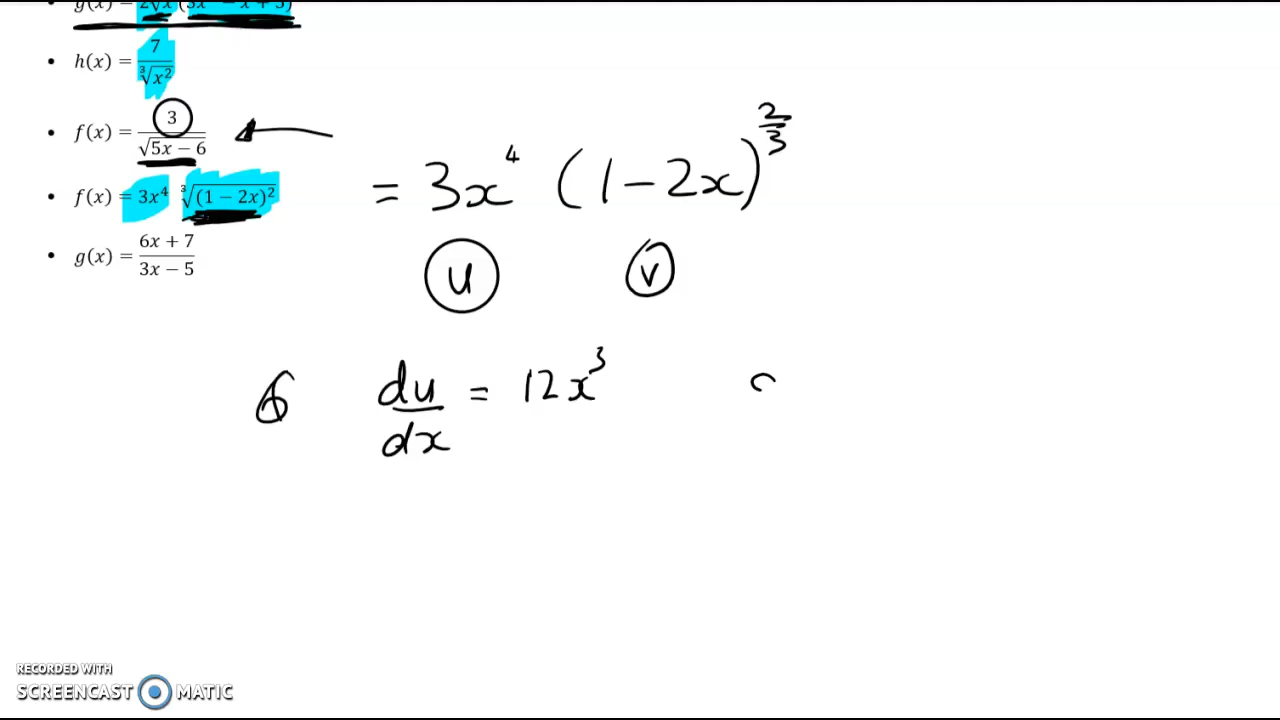 • h(x) = 7/∛x²
• f(x) = 3/√5x − 6
= 3x⁴ (1 − 2x)^(2/3)
• f(x) = 3x⁴ ∛(1 − 2x)²
• g(x) = 6x + 7/3x − 5
u v
du/dx = 12x³
RECORDED WITH
SCREENCAST MATIC